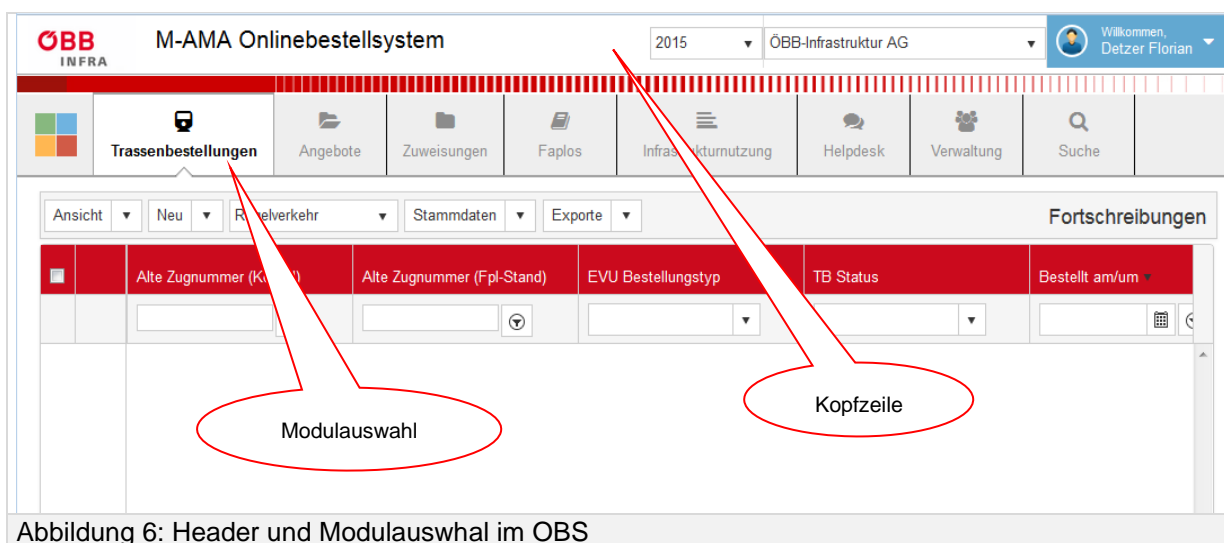 ÖBB INFRA M-AMA Onlinebestellsystem 2015 ÖBB-Infrastruktur AG Willkommen, Detzer Florian
Trassenbestellungen Angebote Zuweisungen Faplos Helpdesk Verwaltung Suche
Ansicht Neu Stammdaten Exporte Fortschreibungen
Alte Zugnummer Alte Zugnummer (Fpl-Stand) EVU Bestellungstyp TB Status Bestellt am/um
Modulauswahl
Kopfzeile
Abbildung 6: Header und Modulauswhal im OBS